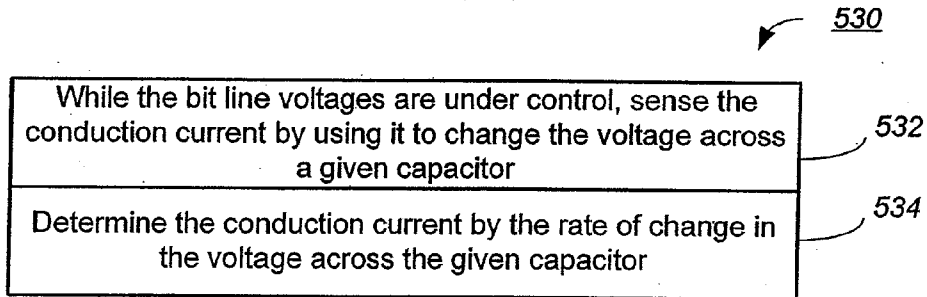 530
While the bit line voltages are under control, sense the
conduction current by using it to change the voltage across
a given capacitor
532
Determine the conduction current by the rate of change in
the voltage across the given capacitor
534